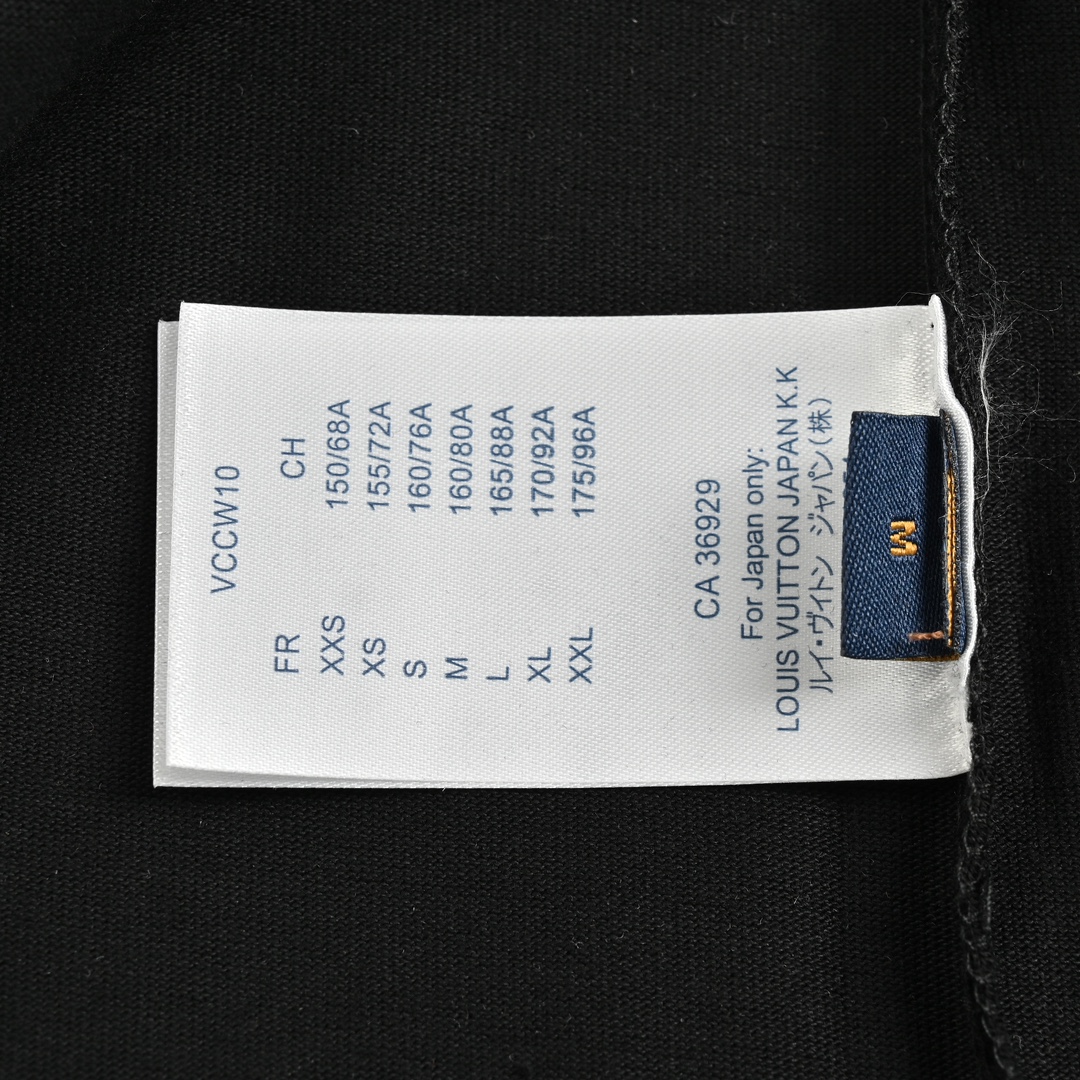 VCCW10
FR CH
XXS 150/68A
XS 155/72A
S 160/76A
M 160/80A
L 165/88A
XL 170/92A
XXL 175/96A
CA 36929
For Japan only:
LOUIS VUITTON JAPAN K.K
ルイ・ヴィトン ジャパン(株)
M